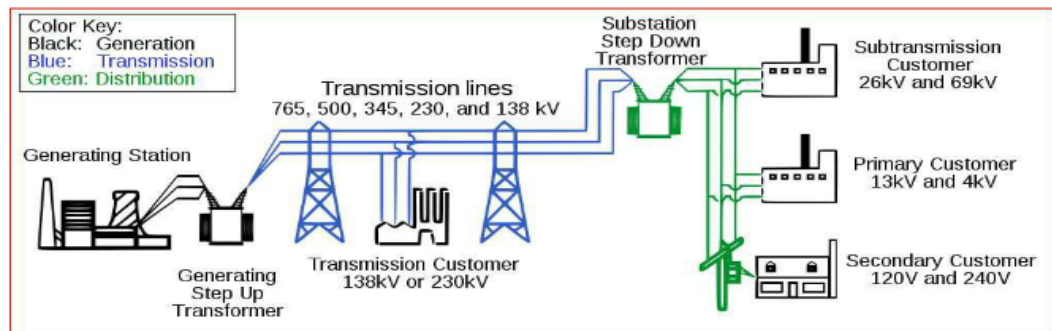 Color Key:
Black: Generation
Blue: Transmission
Green: Distribution
Substation
Step Down
Transformer
Subtransmission
Customer
26kV and 69kV
Transmission lines
765, 500, 345, 230, and 138 kV
Generating Station
Primary Customer
13kV and 4kV
Transmission Customer
138kV or 230kV
Generating
Step Up
Transformer
Secondary Customer
120V and 240V